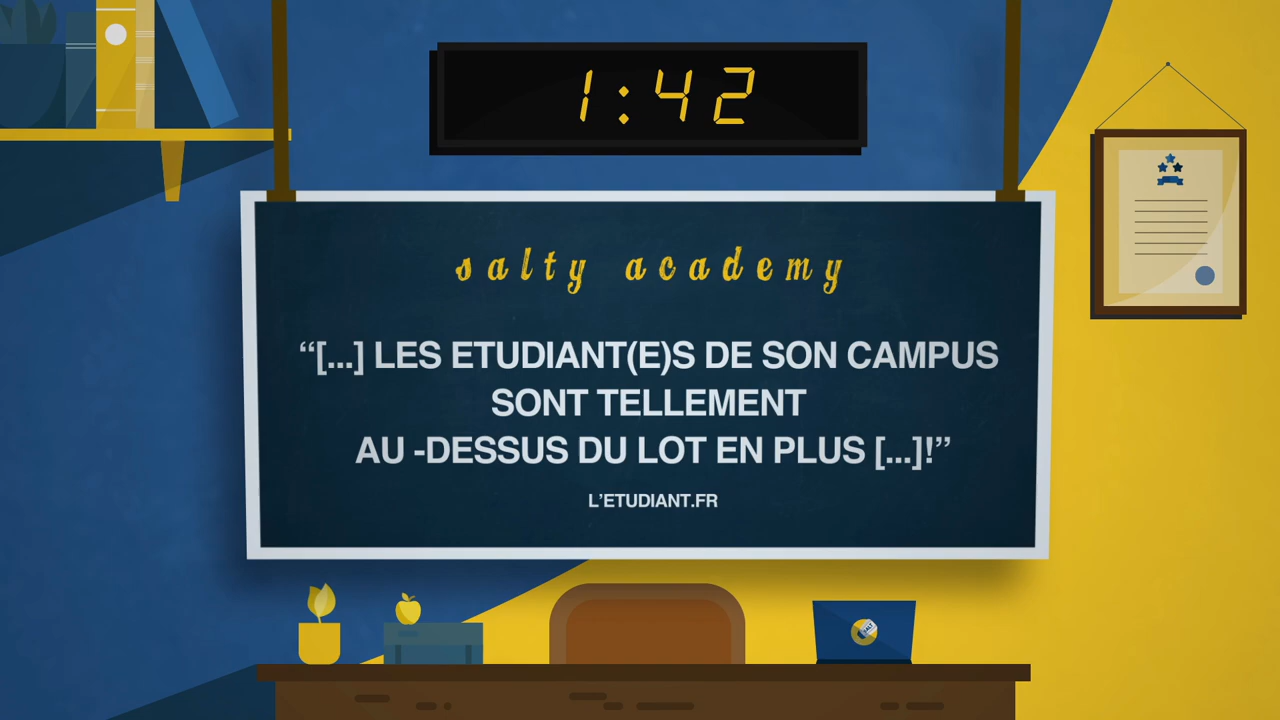 1:42
salty academy
“[...] LES ETUDIANT(E)S DE SON CAMPUS
SONT TELLEMENT
AU -DESSUS DU LOT EN PLUS [...]!”
L’ETUDIANT.FR